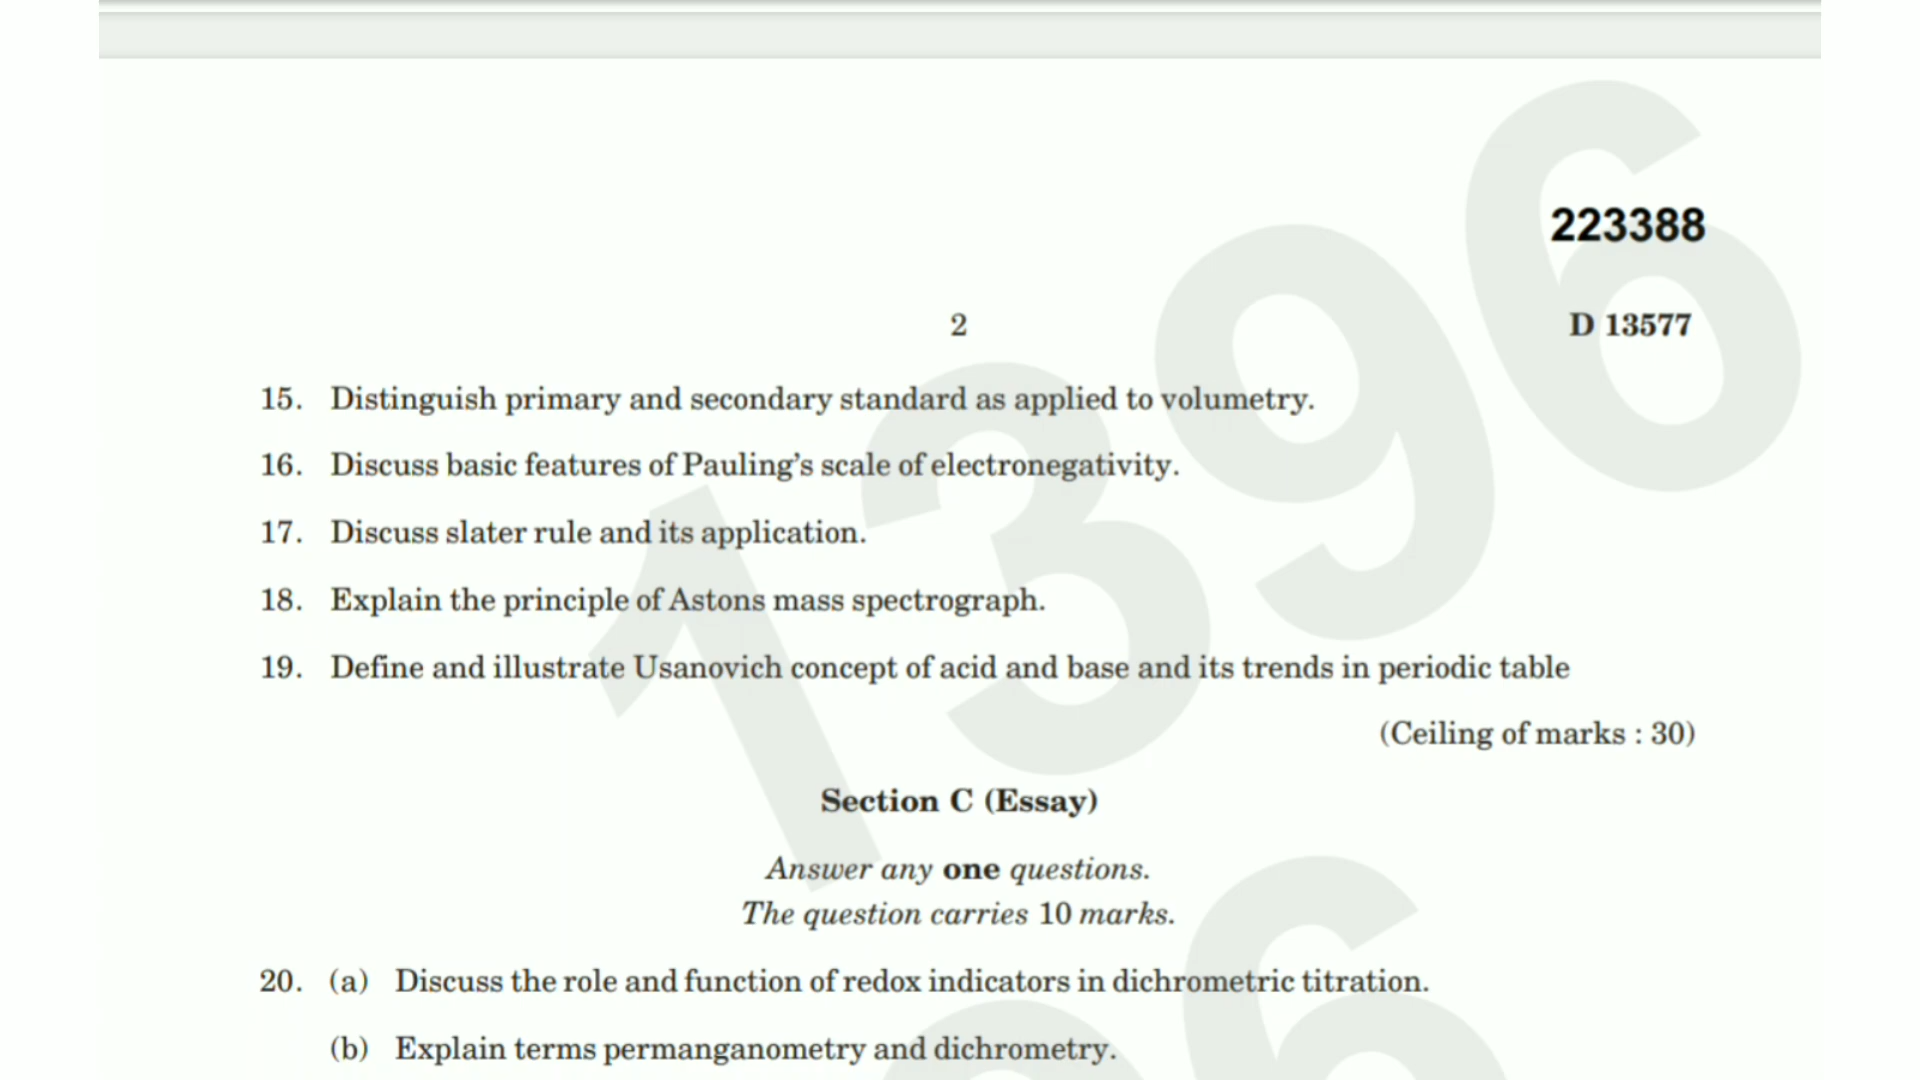 223388
2 D 13577
15. Distinguish primary and secondary standard as applied to volumetry.
16. Discuss basic features of Pauling’s scale of electronegativity.
17. Discuss slater rule and its application.
18. Explain the principle of Astons mass spectrograph.
19. Define and illustrate Usanovich concept of acid and base and its trends in periodic table
(Ceiling of marks : 30)
Section C (Essay)
Answer any one questions.
The question carries 10 marks.
20. (a) Discuss the role and function of redox indicators in dichrometric titration.
(b) Explain terms permanganometry and dichrometry.
1396